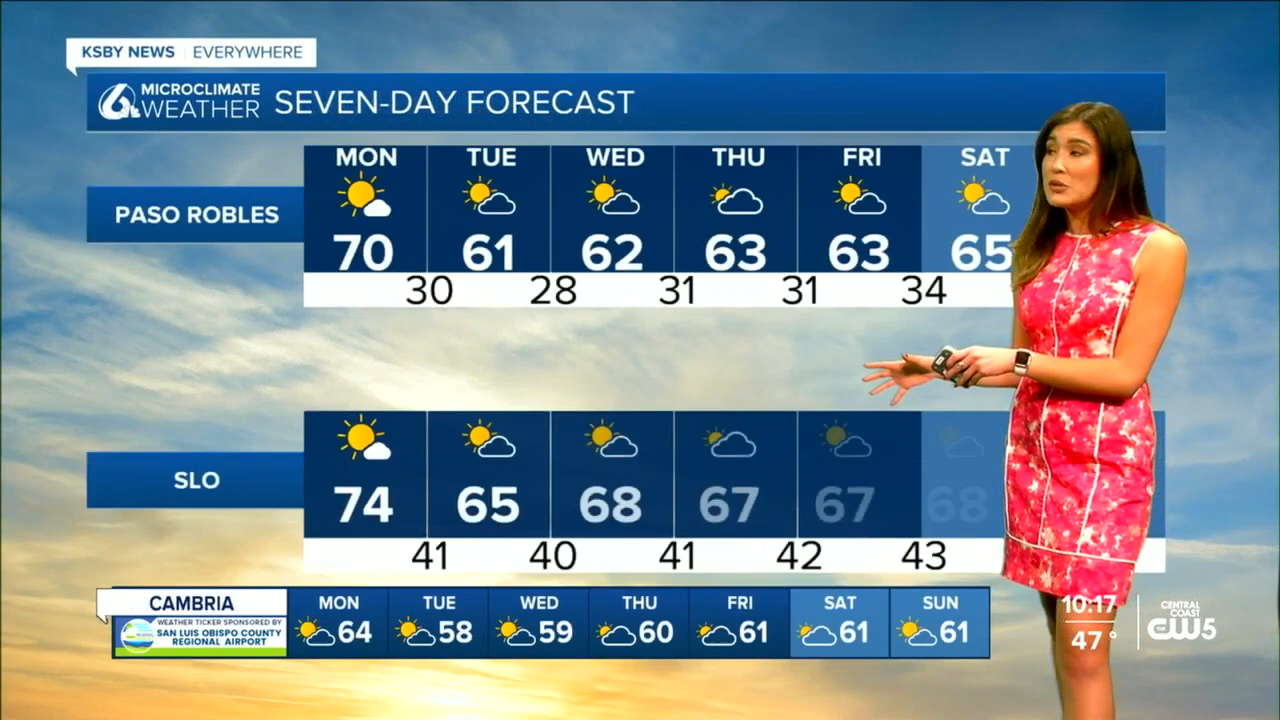 KSBY NEWS EVERYWHERE
6 MICROCLIMATE WEATHER SEVEN-DAY FORECAST
MON TUE WED THU FRI SAT
PASO ROBLES
70 61 62 63 63 65
30 28 31 31 34
SLO
74 65 68 67 67 68
41 40 41 42 43
CAMBRIA
WEATHER TICKER SPONSORED BY
SAN LUIS OBISPO COUNTY
REGIONAL AIRPORT
MON TUE WED THU FRI SAT SUN
64 58 59 60 61 61 61
10:17
47°
CENTRAL
COAST
CW5